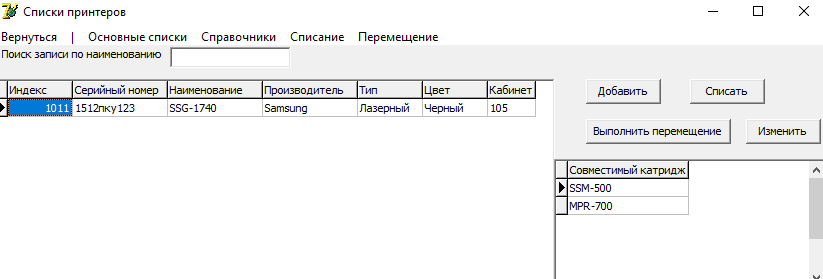 Списки принтеров
Вернуться | Основные списки Справочники Списание Перемещение
Поиск записи по наименованию
Индекс Серийный номер Наименование Производитель Тип Цвет Кабинет
1011 1512пку123 SSG-1740 Samsung Лазерный Черный 105
Добавить Списать
Выполнить перемещение Изменить
Совместимый катридж
SSM-500
MPR-700